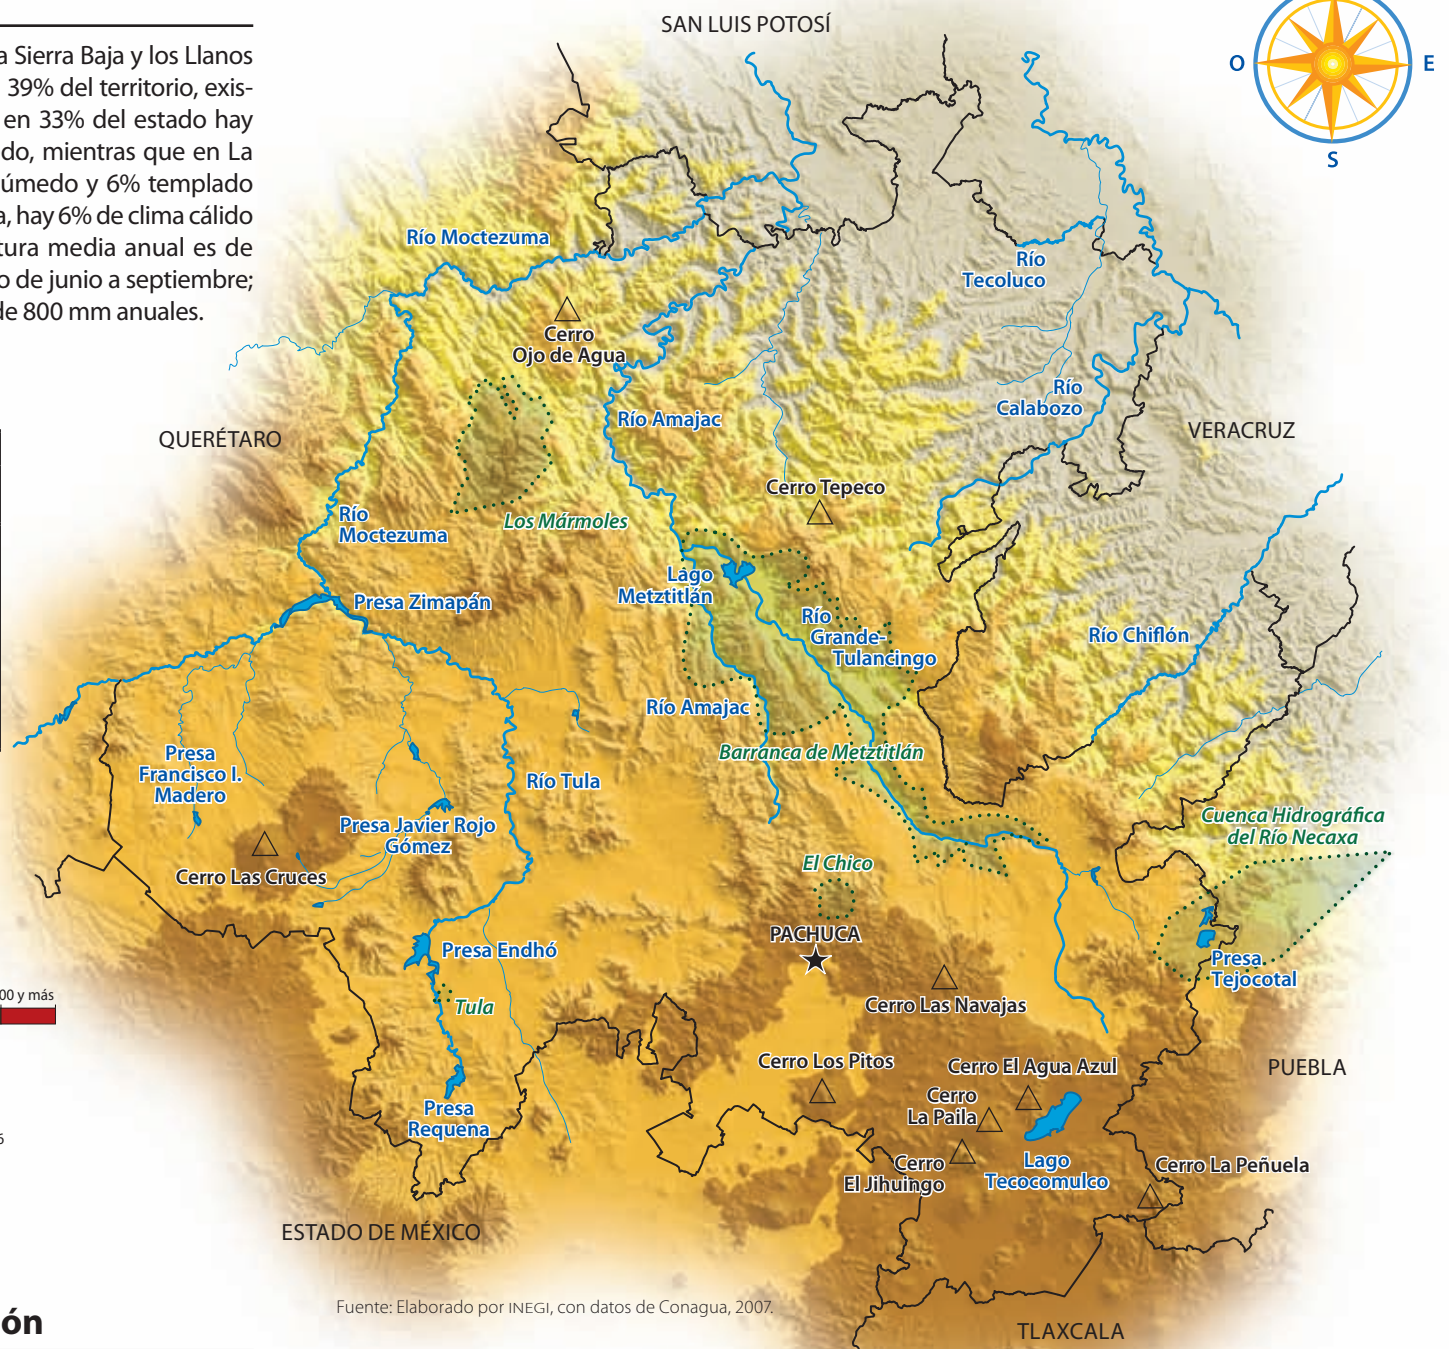 a Sierra Baja y los Llanos
39% del territorio, exis-
en 33% del estado hay
do, mientras que en La
úmedo y 6% templado
a, hay 6% de clima cálido
tura media anual es de
o de junio a septiembre;
de 800 mm anuales.
SAN LUIS POTOSÍ
O
E
S
Río Moctezuma
Río
Tecoluco
Cerro
Ojo de Agua
Río Amajac
Río
Calabozo
QUERÉTARO
VERACRUZ
Cerro Tepeco
Los Mármoles
Río
Moctezuma
Lago
Metztitlán
Presa Zimapán
Río
Grande-
Tulancingo
Río Chiflón
Río Amajac
Barranca de Metztitlán
Presa
Francisco I.
Madero
Río Tula
Presa Javier Rojo
Gómez
Cuenca Hidrográfica
del Río Necaxa
El Chico
Cerro Las Cruces
PACHUCA
Presa Endhó
Presa
Tejocotal
Tula
Cerro Las Navajas
00 y más
Cerro Los Pitos
Cerro El Agua Azul
PUEBLA
Cerro
La Paila
Presa
Requena
6
Cerro
El Jihuingo
Lago
Tecocomulco
Cerro La Peñuela
ESTADO DE MÉXICO
Fuente: Elaborado por INEGI, con datos de Conagua, 2007.
ón
TLAXCALA